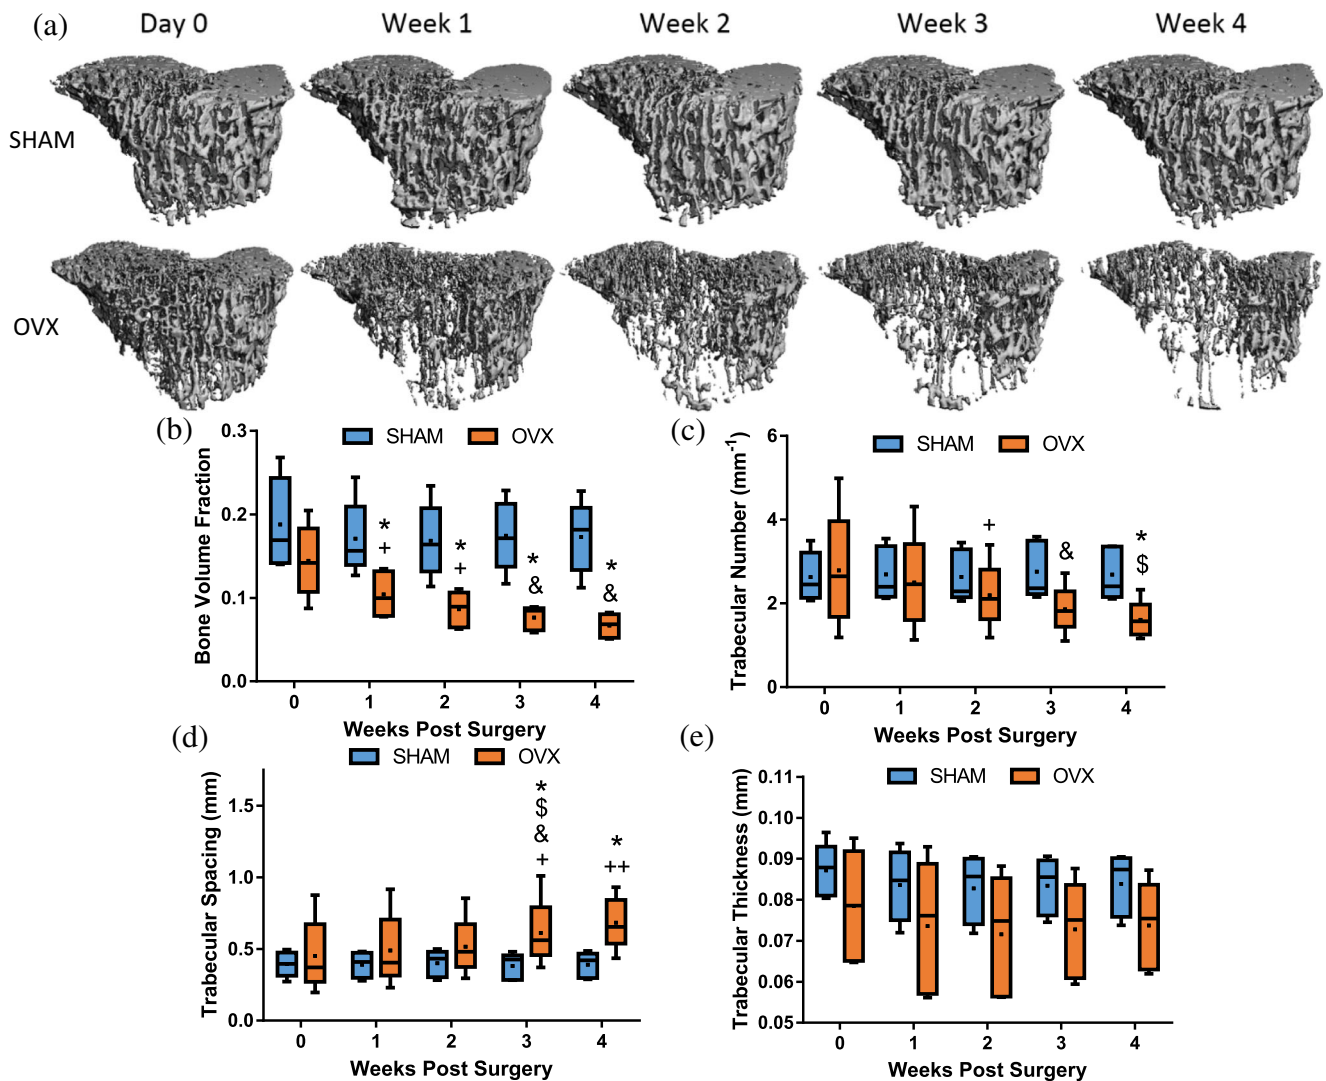 (a) Day 0 Week 1 Week 2 Week 3 Week 4
SHAM
OVX
(b) SHAM OVX
Bone Volume Fraction
0.3
0.2
0.1
0.0
*
+
*
+
*
&
*
&
0 1 2 3 4
Weeks Post Surgery
(c) SHAM OVX
Trabecular Number (mm⁻¹)
6
4
2
0
+
&
*
$
0 1 2 3 4
Weeks Post Surgery
(d) SHAM OVX
Trabecular Spacing (mm)
1.5
1.0
0.5
0.0
*
$
&
+
*
++
0 1 2 3 4
Weeks Post Surgery
(e) SHAM OVX
Trabecular Thickness (mm)
0.11
0.10
0.09
0.08
0.07
0.06
0.05
0 1 2 3 4
Weeks Post Surgery